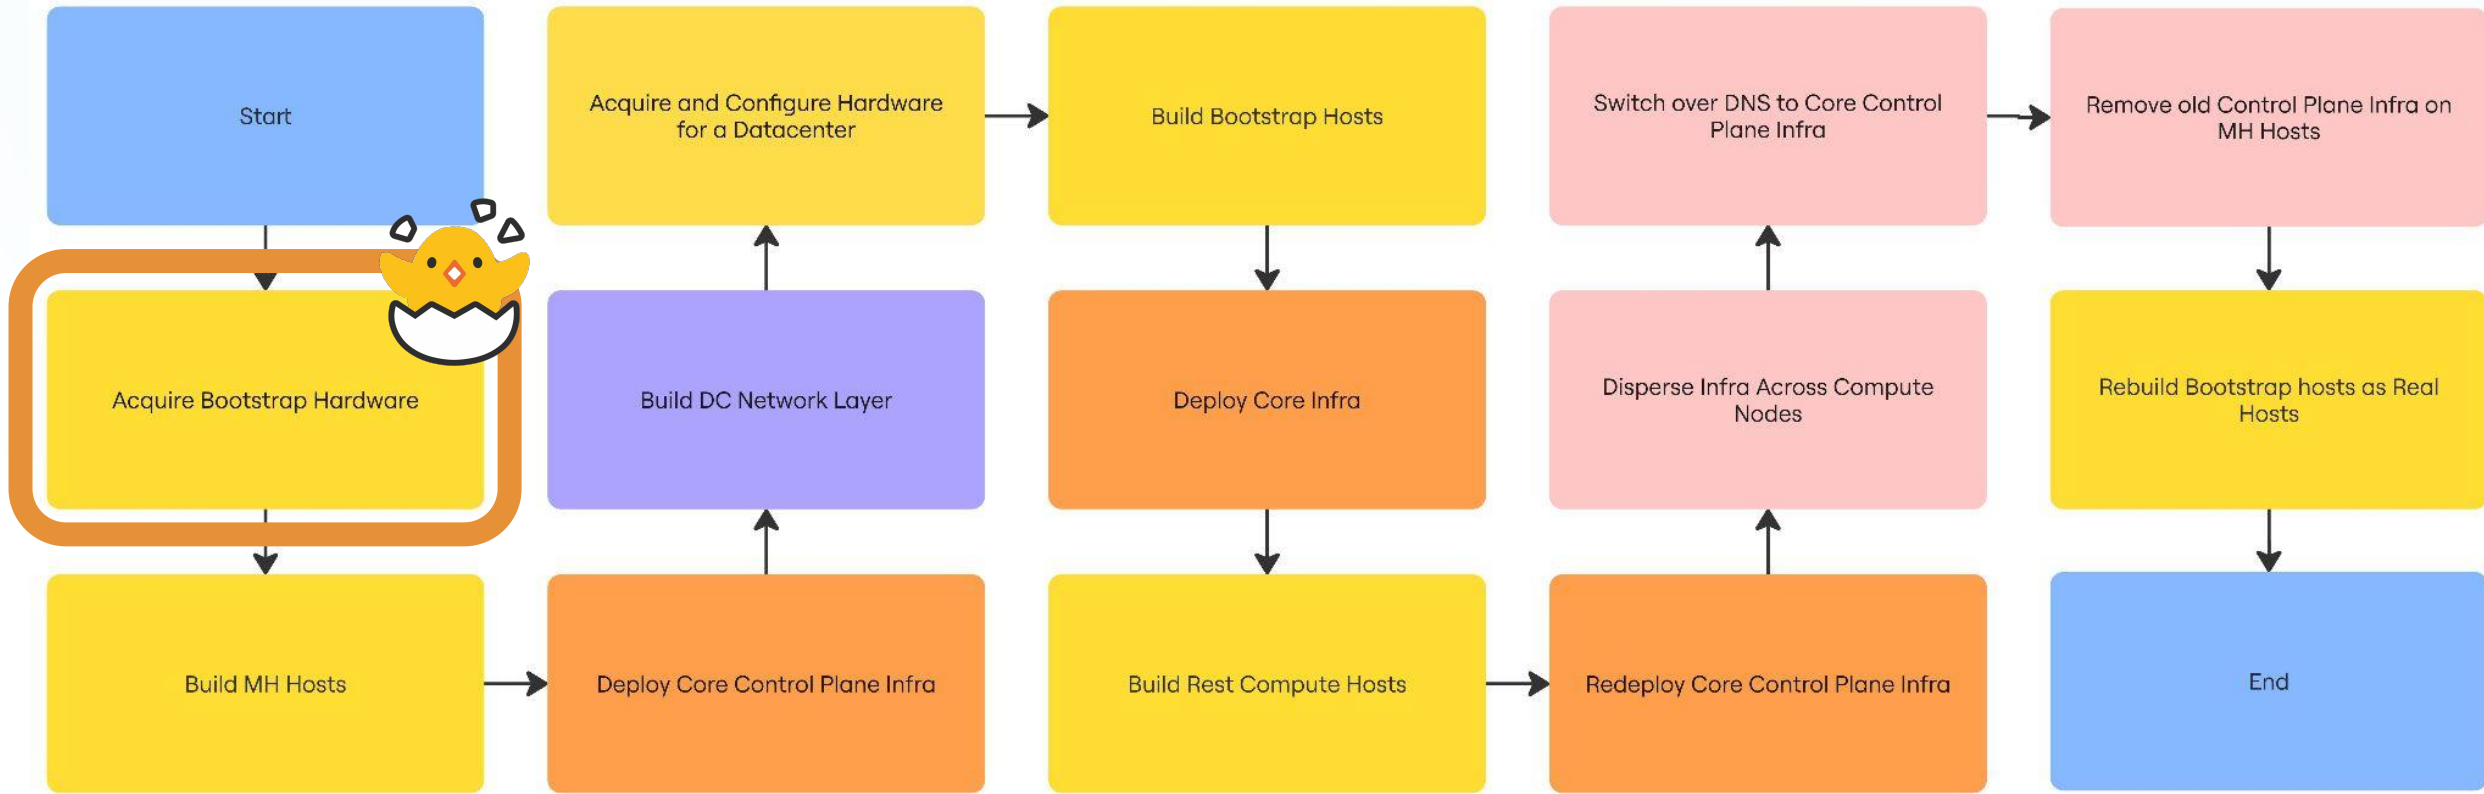 Start
Acquire Bootstrap Hardware
Build MH Hosts
Deploy Core Control Plane Infra
Build DC Network Layer
Acquire and Configure Hardware
for a Datacenter
Build Bootstrap Hosts
Deploy Core Infra
Build Rest Compute Hosts
Redeploy Core Control Plane Infra
Disperse Infra Across Compute
Nodes
Switch over DNS to Core Control
Plane Infra
Remove old Control Plane Infra on
MH Hosts
Rebuild Bootstrap hosts as Real
Hosts
End